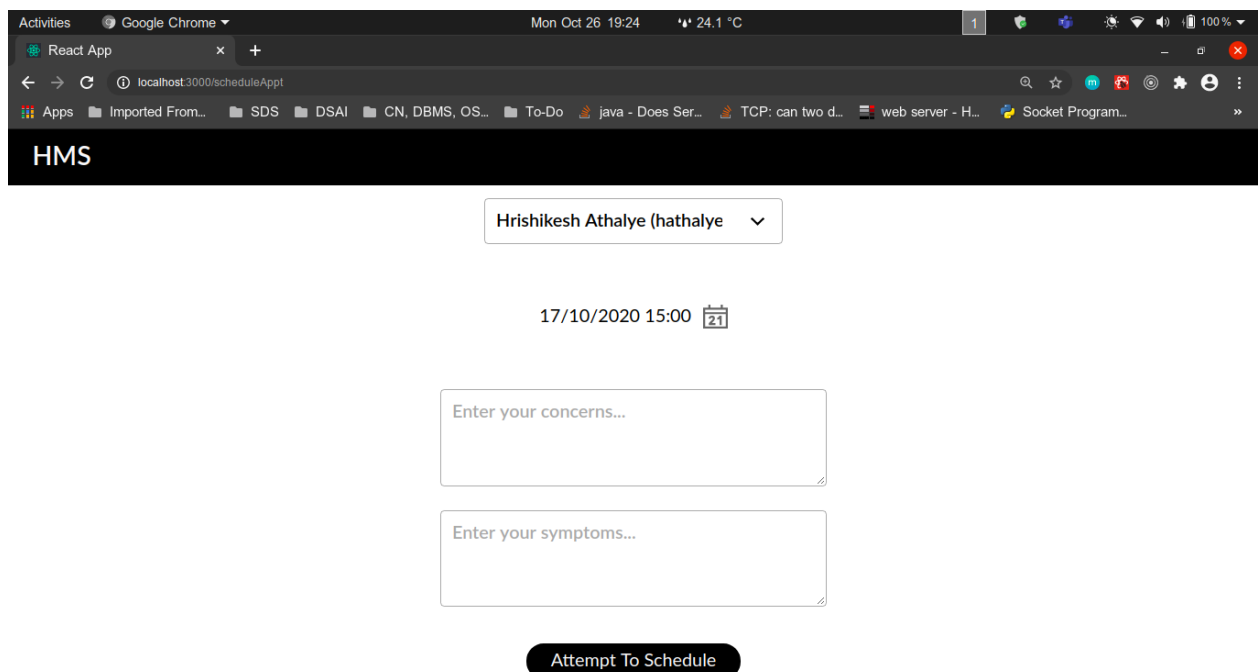 Activities Google Chrome Mon Oct 26 19:24 24.1 °C 1 100 %
React App
localhost:3000/scheduleAppt m
Apps Imported From... SDS DSAI CN, DBMS, OS... To-Do java - Does Ser... TCP: can two d... web server - H... Socket Program... »
HMS
Hrishikesh Athalye (hathalye
17/10/2020 15:00 21
Enter your concerns...
Enter your symptoms...
Attempt To Schedule